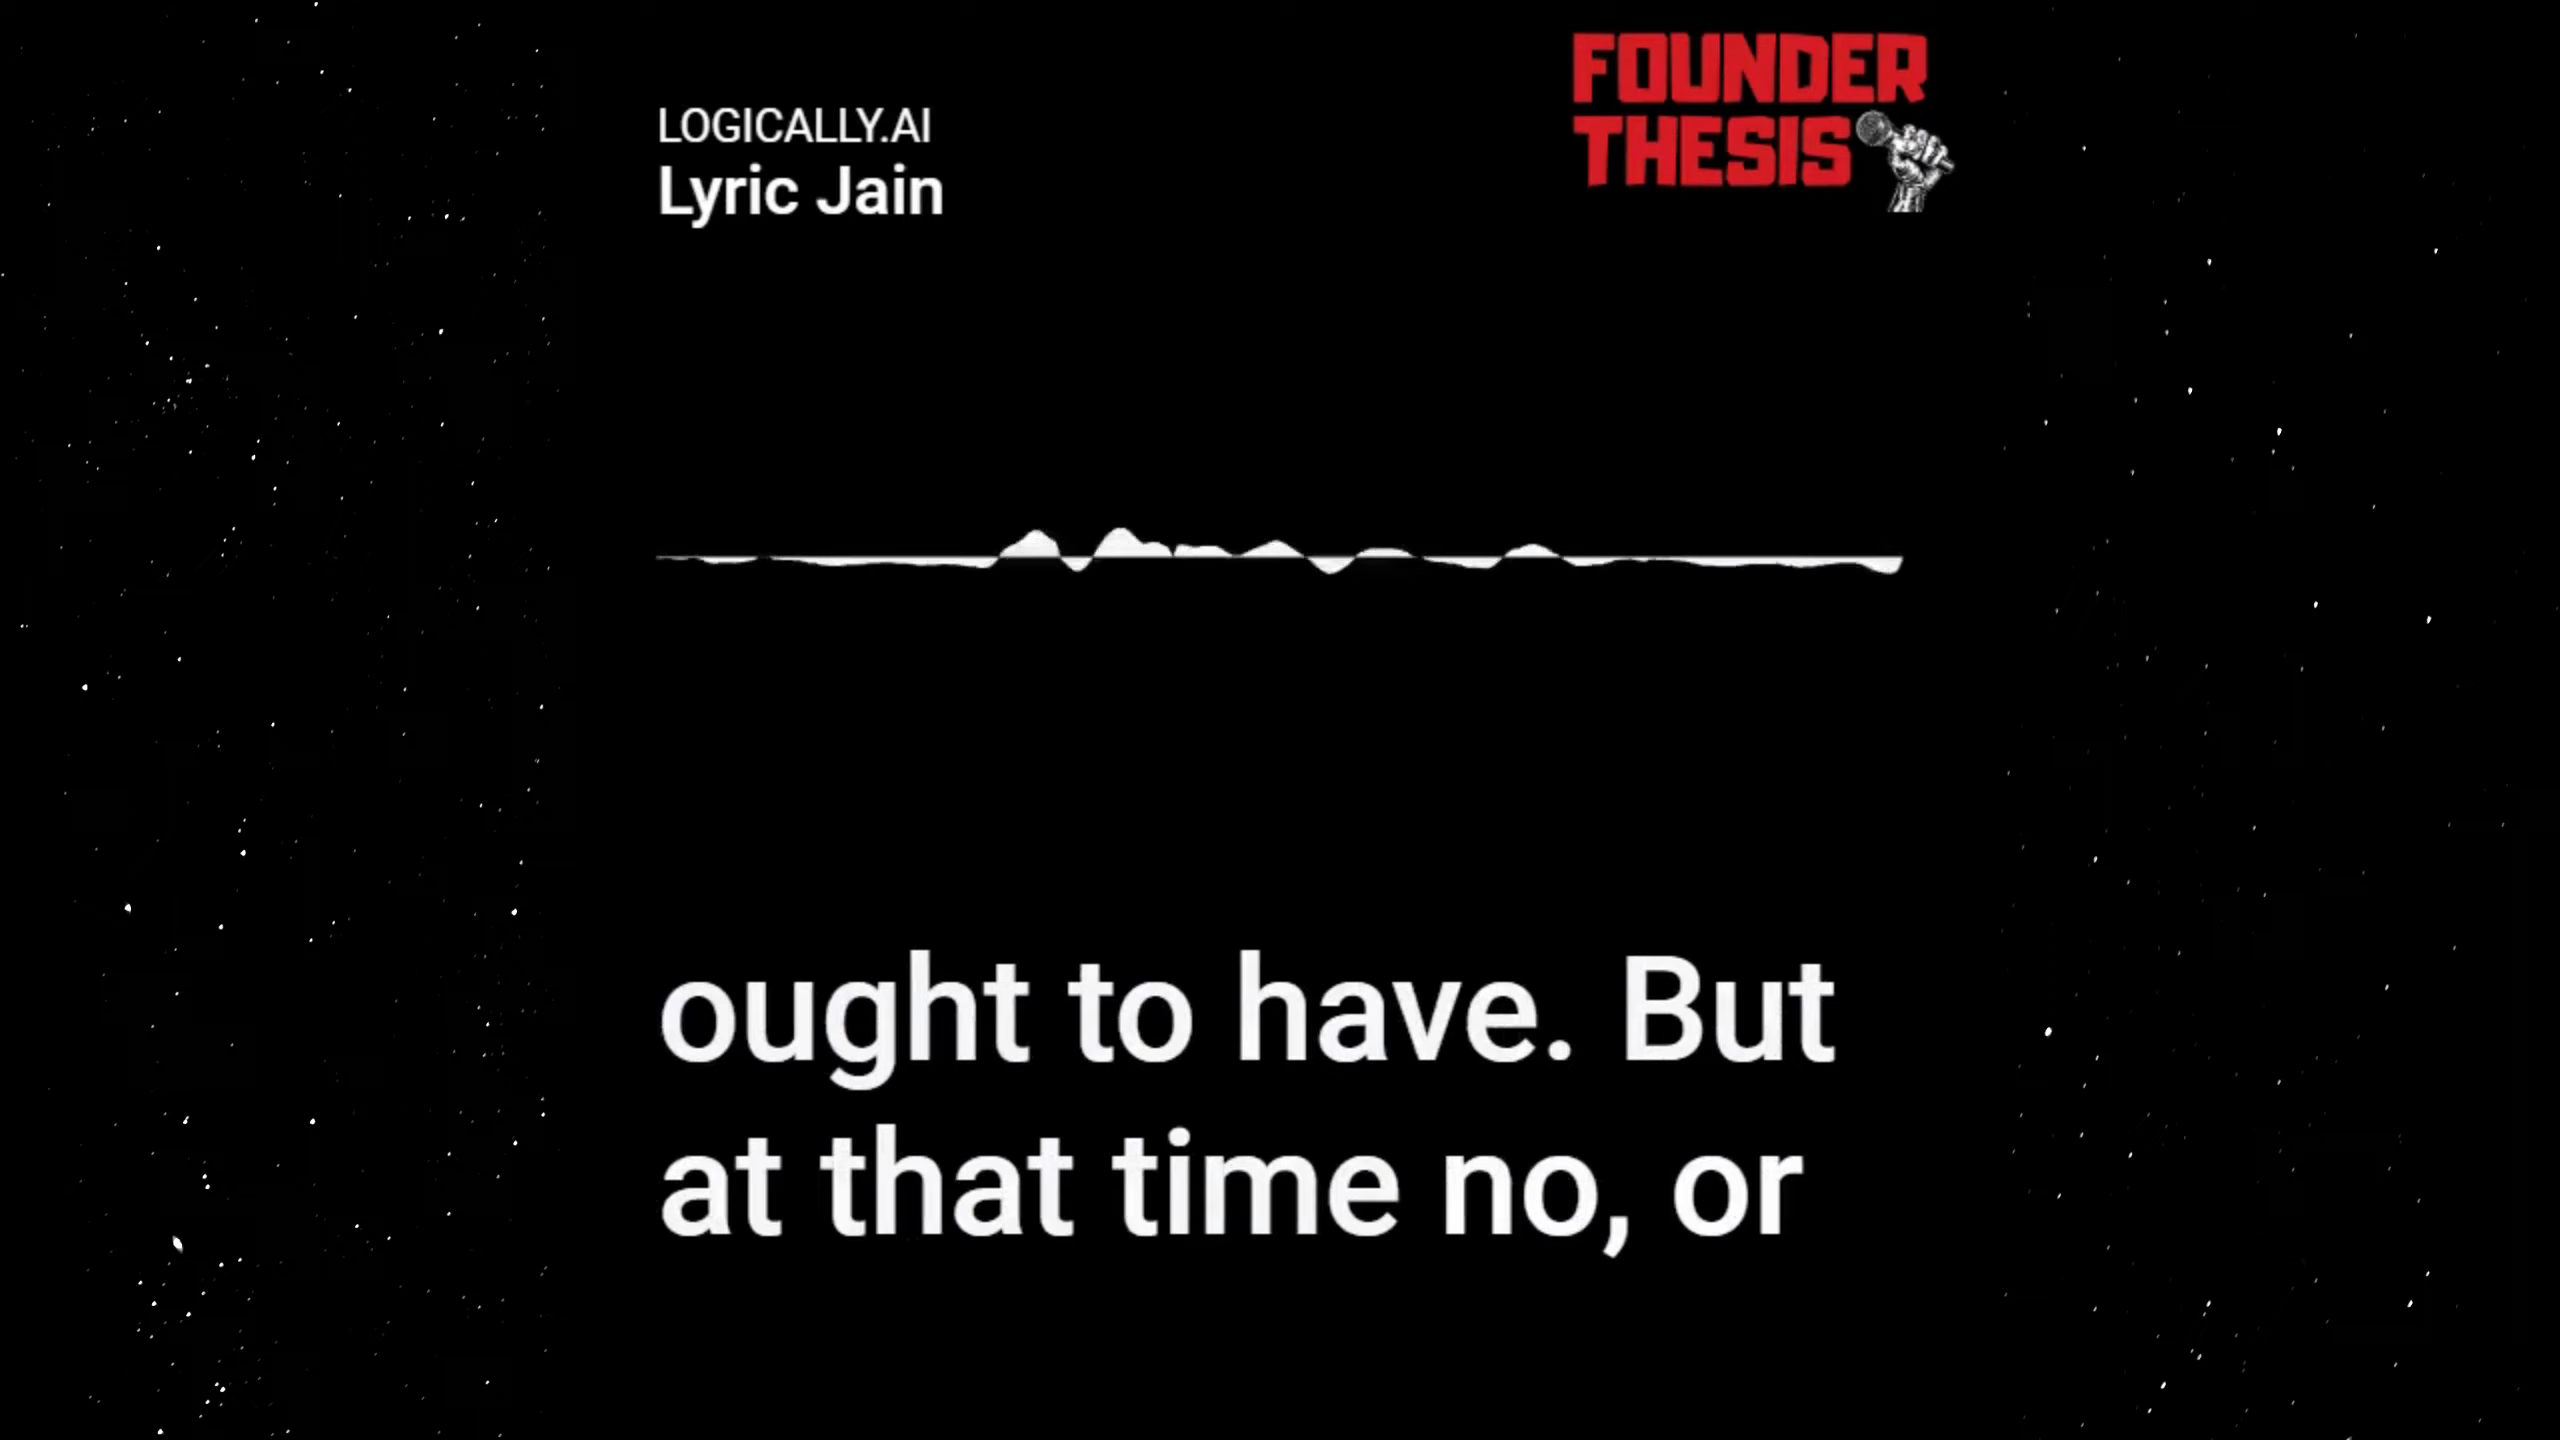 LOGICALLY.AI
Lyric Jain
FOUNDER
THESIS
ought to have. But
at that time no, or